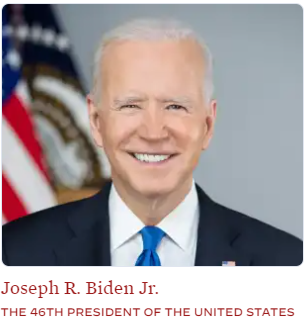 Joseph R. Biden Jr.
THE 46TH PRESIDENT OF THE UNITED STATES